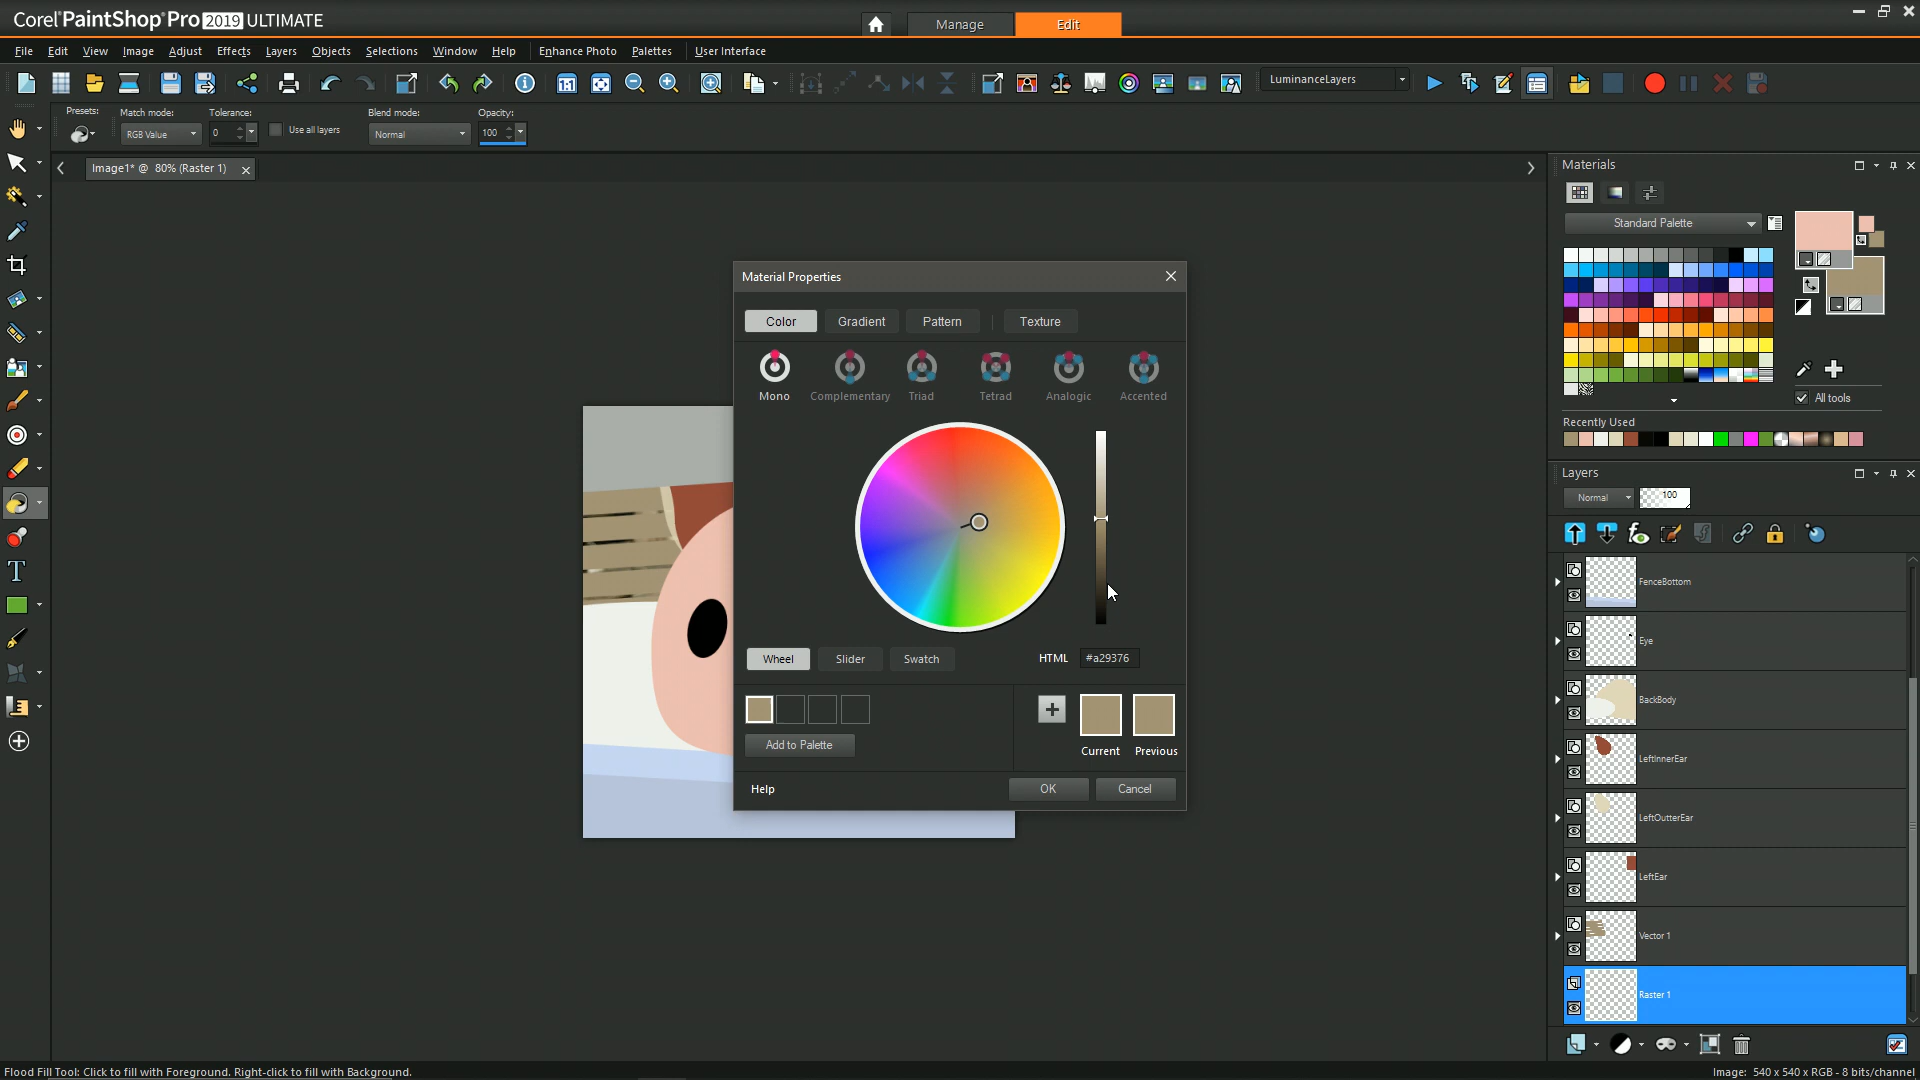 Corel PaintShop Pro 2019 ULTIMATE
Manage
Edit
File Edit View Image Adjust Effects Layers Objects Selections Window Help Enhance Photo Palettes User Interface
LuminanceLayers
Presets:
Match mode:
RGB Value
Tolerance:
0
Use all layers
Blend mode:
Normal
Opacity:
100
Image1* @ 80% (Raster 1)
Material Properties
Color
Gradient
Pattern
Texture
Mono
Complementary
Triad
Tetrad
Analogic
Accented
Wheel
Slider
Swatch
HTML
#a29376
Add to Palette
Current
Previous
Help
OK
Cancel
Materials
Standard Palette
All tools
Recently Used
Layers
Normal
100
FenceBottom
Eye
BackBody
LeftInnerEar
LeftOutterEar
LeftEar
Vector 1
Raster 1
Flood Fill Tool: Click to fill with Foreground. Right-click to fill with Background.
Image: 540 x 540 x RGB - 8 bits/channel